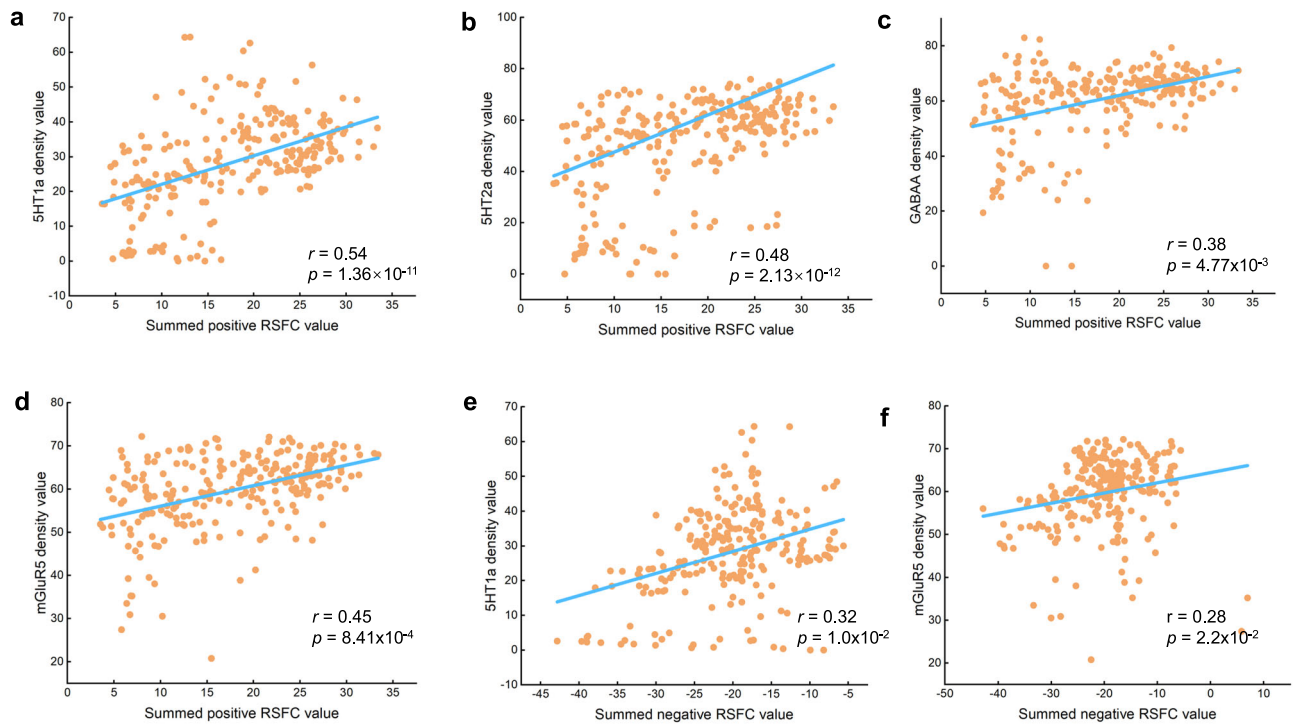 a
70
60
50
40
30
20
10
0
-10
5HT1a density value
0 5 10 15 20 25 30 35
Summed positive RSFC value
r = 0.54
p = 1.36×10⁻¹¹
b
100
80
60
40
20
0
-20
5HT2a density value
0 5 10 15 20 25 30 35
Summed positive RSFC value
r = 0.48
p = 2.13×10⁻¹²
c
80
60
40
20
0
GABAA density value
0 5 10 15 20 25 30 35
Summed positive RSFC value
r = 0.38
p = 4.77x10⁻³
d
80
70
60
50
40
30
20
mGluR5 density value
0 5 10 15 20 25 30 35
Summed positive RSFC value
r = 0.45
p = 8.41x10⁻⁴
e
70
60
50
40
30
20
10
0
-10
5HT1a density value
-45 -40 -35 -30 -25 -20 -15 -10 -5
Summed negative RSFC value
r = 0.32
p = 1.0x10⁻²
f
80
70
60
50
40
30
20
mGluR5 density value
-50 -40 -30 -20 -10 0 10
Summed negative RSFC value
r = 0.28
p = 2.2x10⁻²